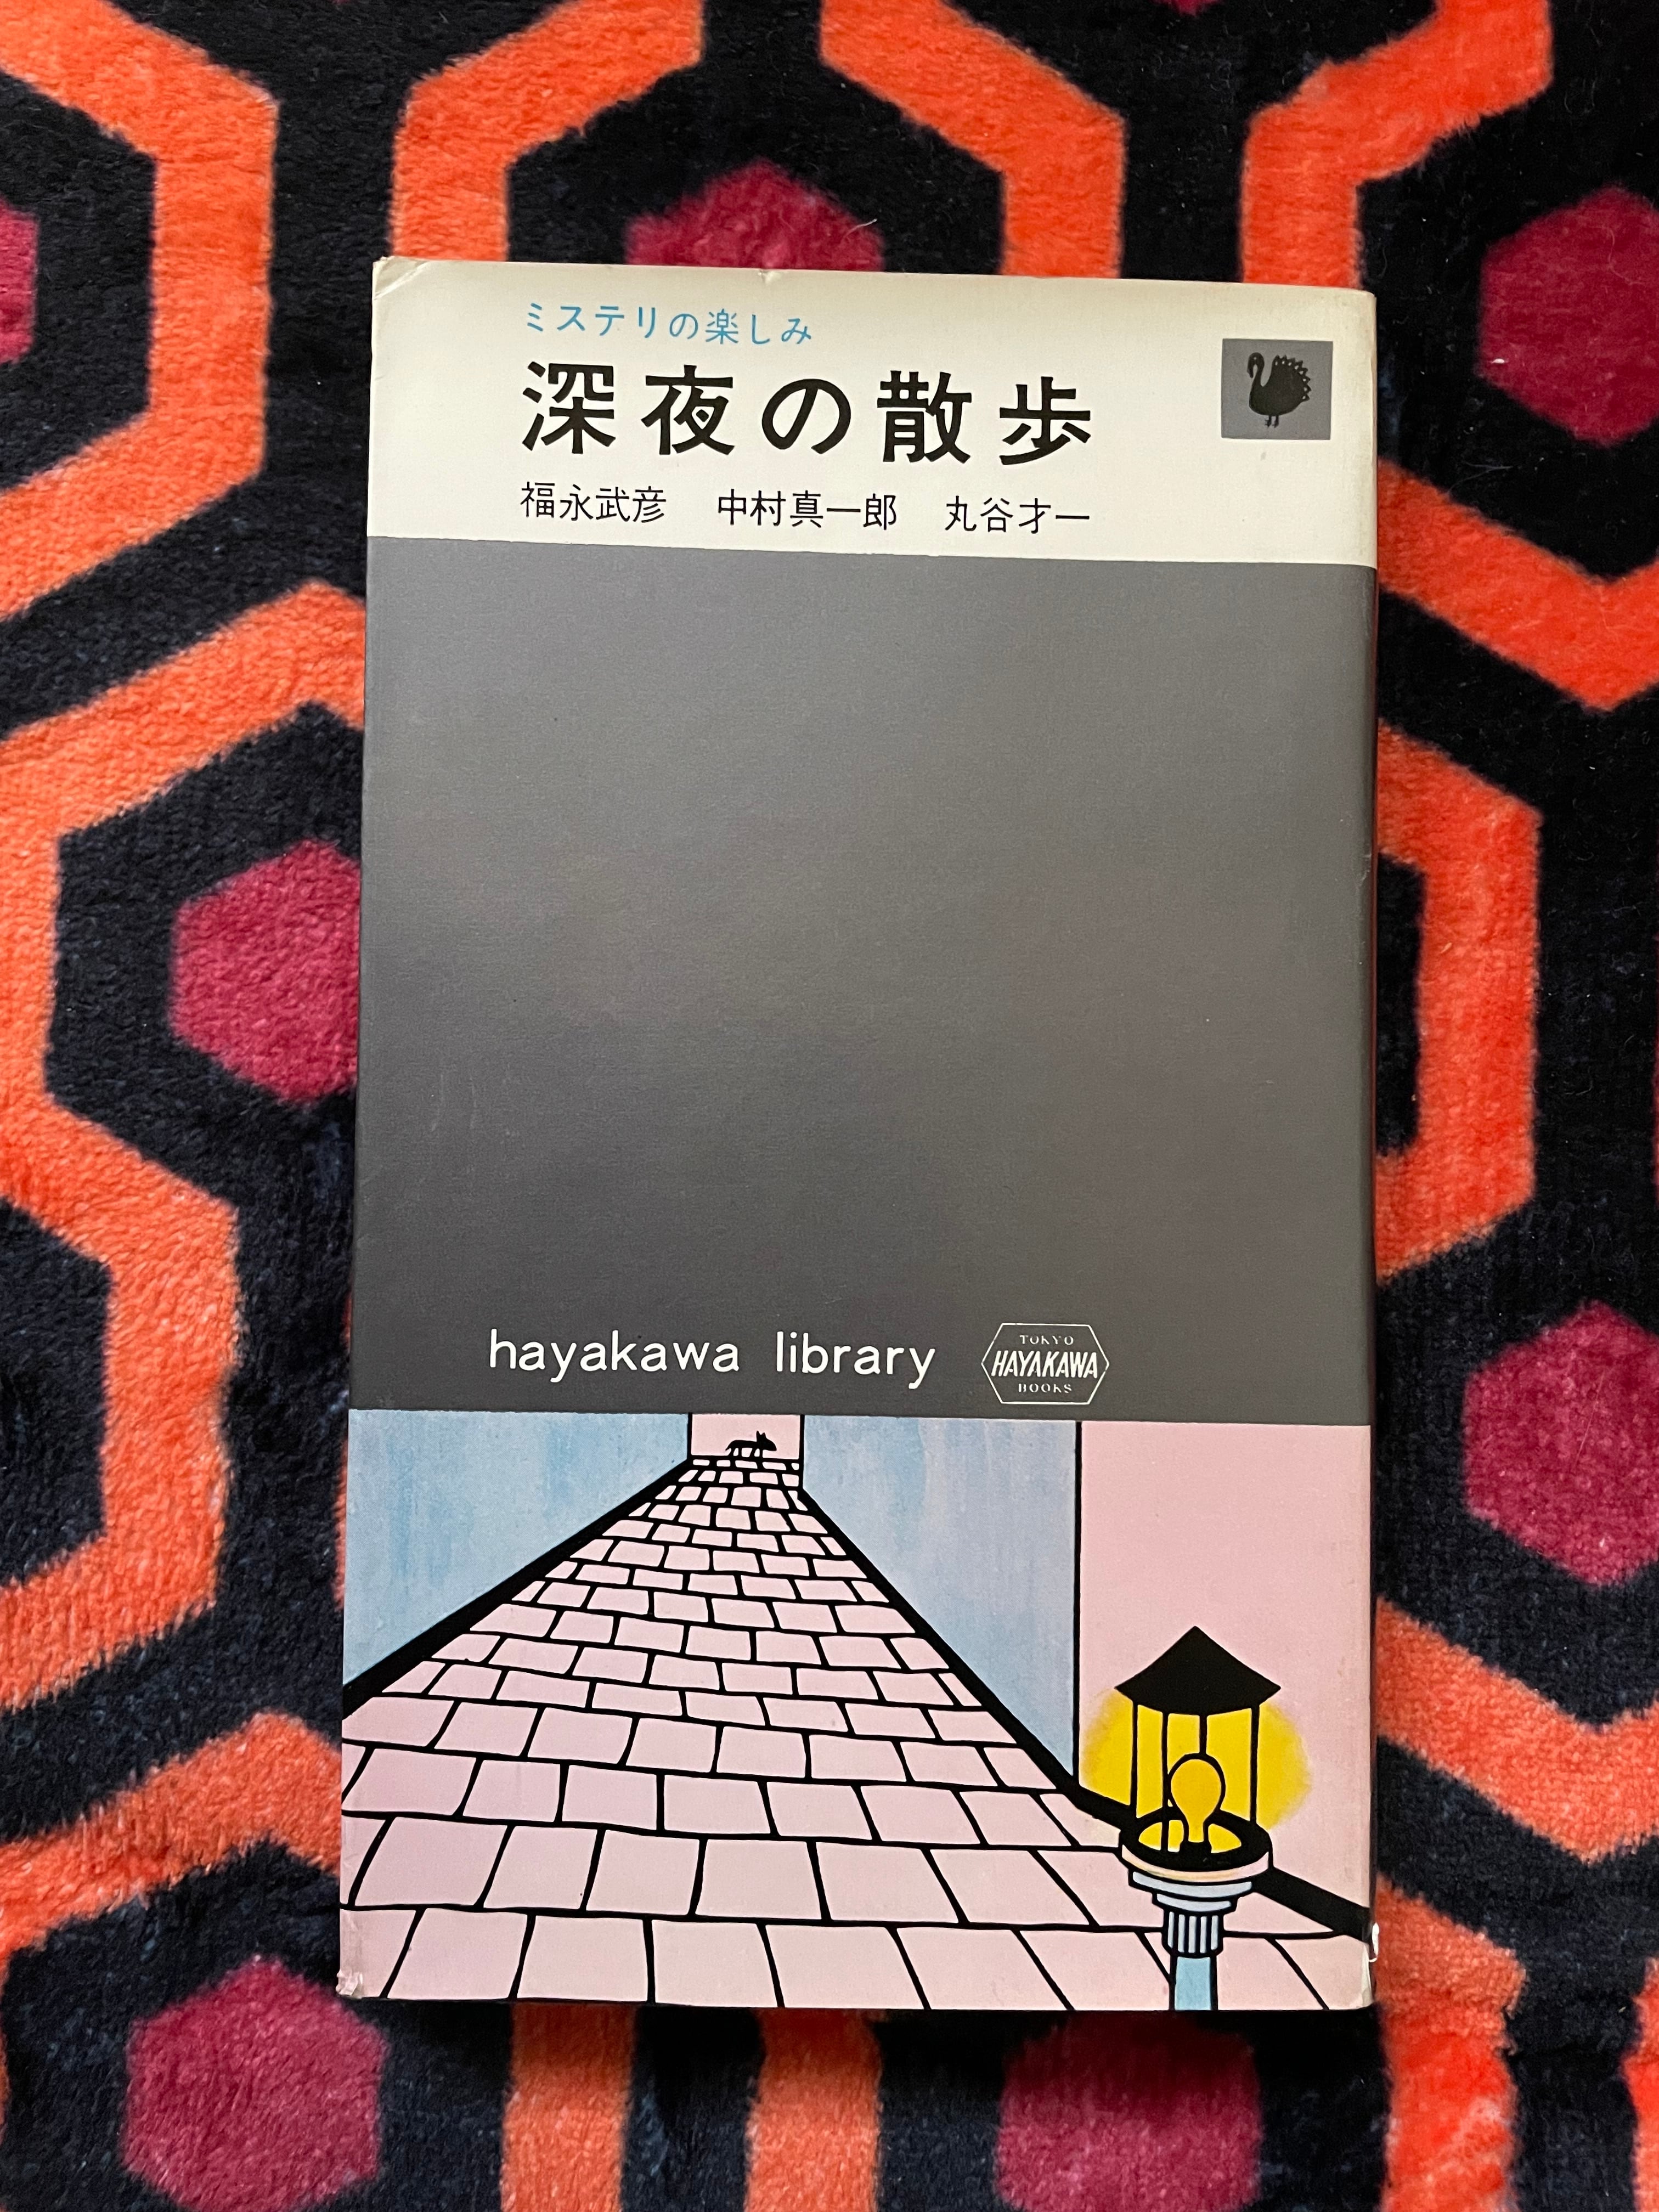 ミステリの楽しみ
深夜の散歩
福永武彦 中村真一郎 丸谷才一
hayakawa library
TOKYO
HAYAKAWA
BOOKS